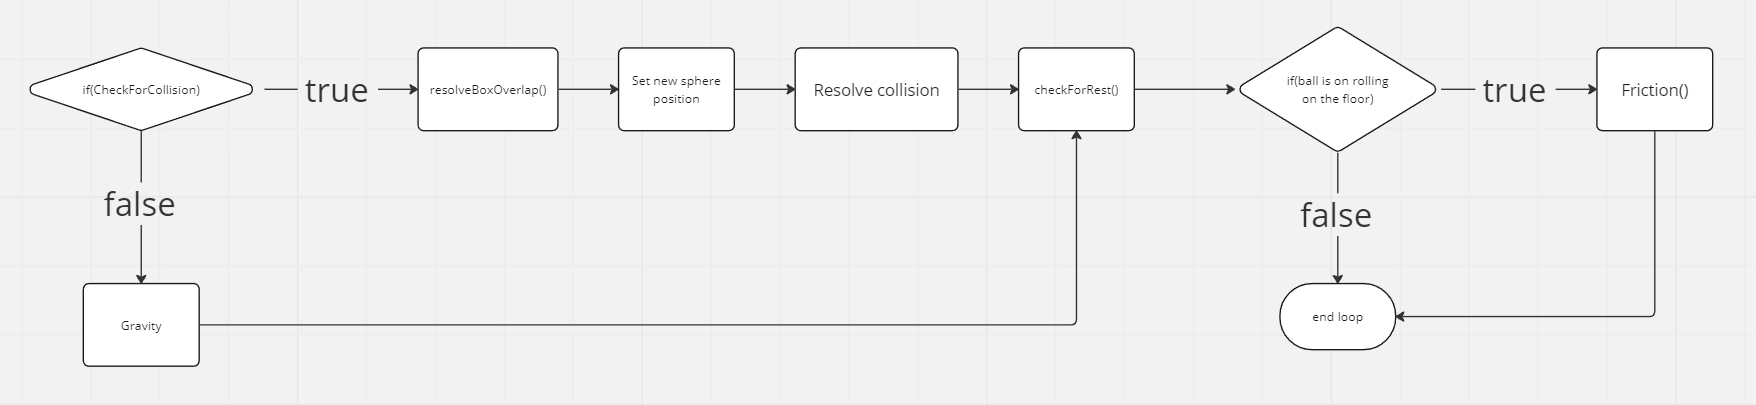 if(CheckForCollision)
true
resolveBoxOverlap()
Set new sphere
position
Resolve collision
checkForRest()
if(ball is on rolling
on the floor)
true
Friction()
false
false
Gravity
end loop